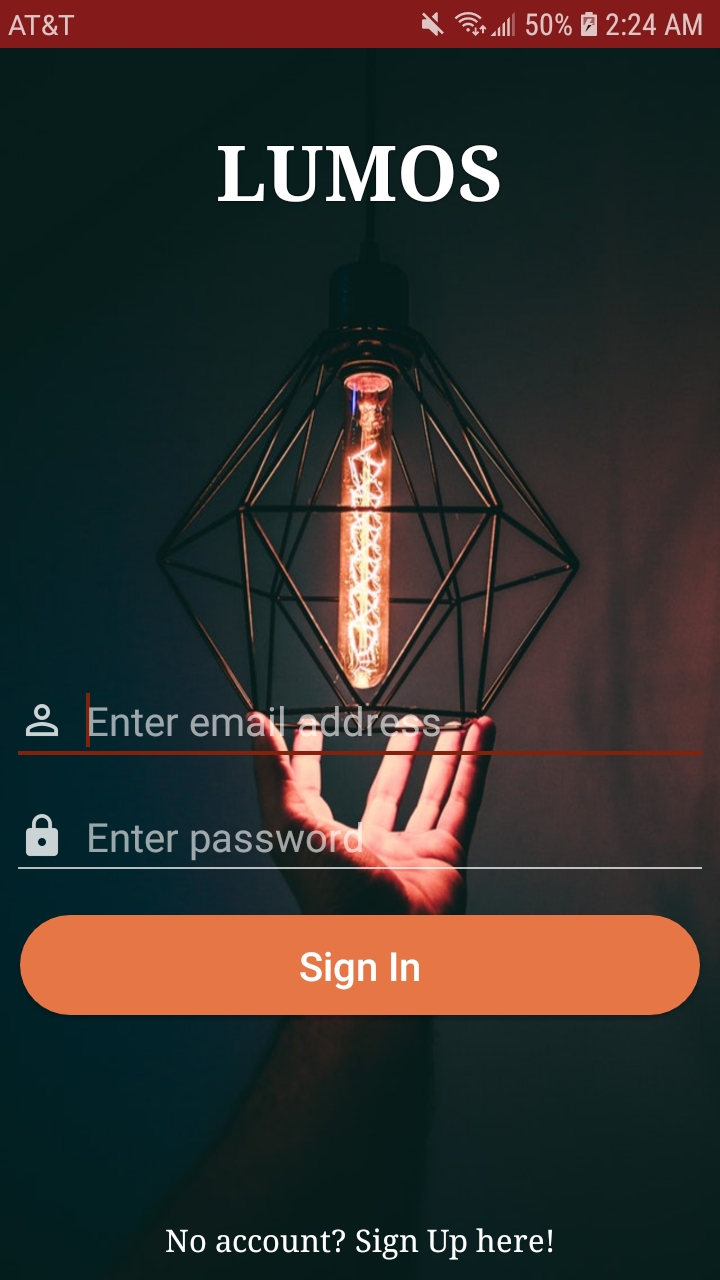 AT&T 50% 2:24 AM
LUMOS
Enter email address
Enter password
Sign In
No account? Sign Up here!